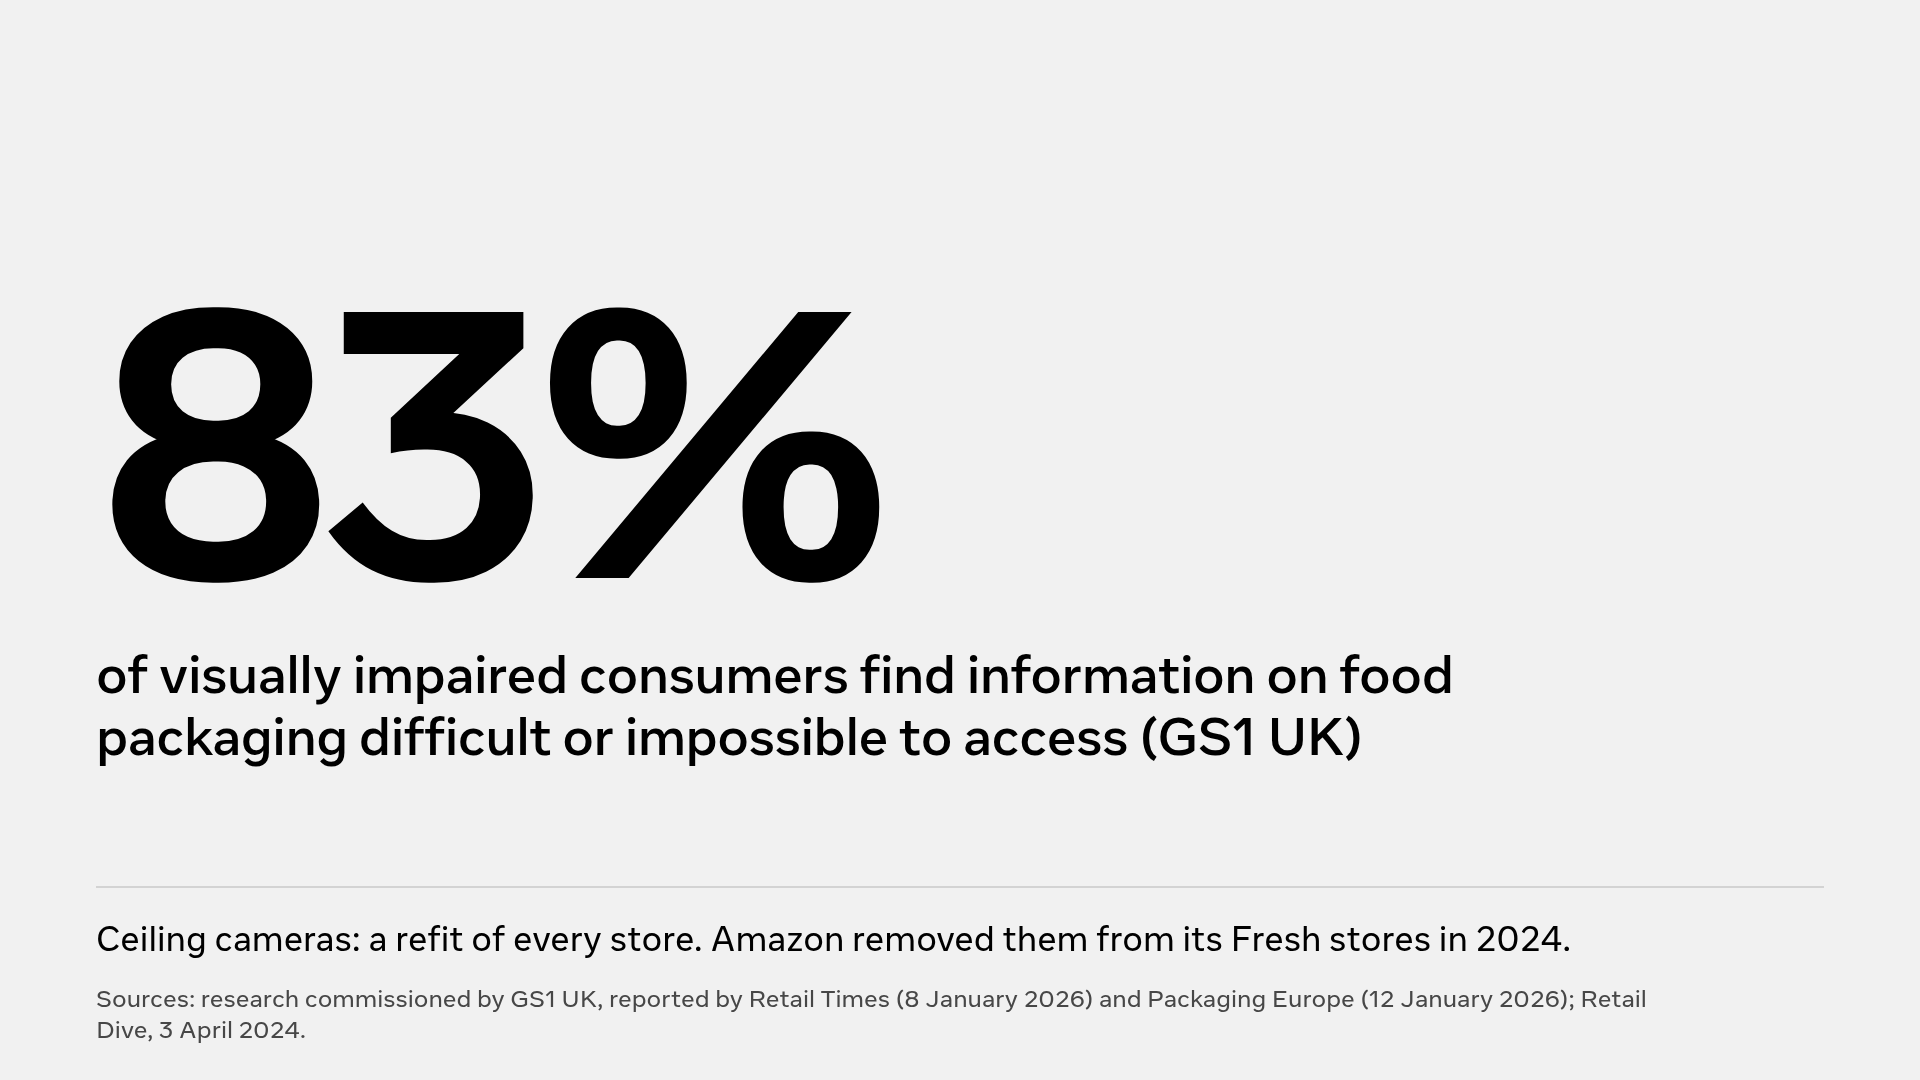 83%
of visually impaired consumers find information on food
packaging difficult or impossible to access (GS1 UK)
Ceiling cameras: a refit of every store. Amazon removed them from its Fresh stores in 2024.
Sources: research commissioned by GS1 UK, reported by Retail Times (8 January 2026) and Packaging Europe (12 January 2026); Retail
Dive, 3 April 2024.